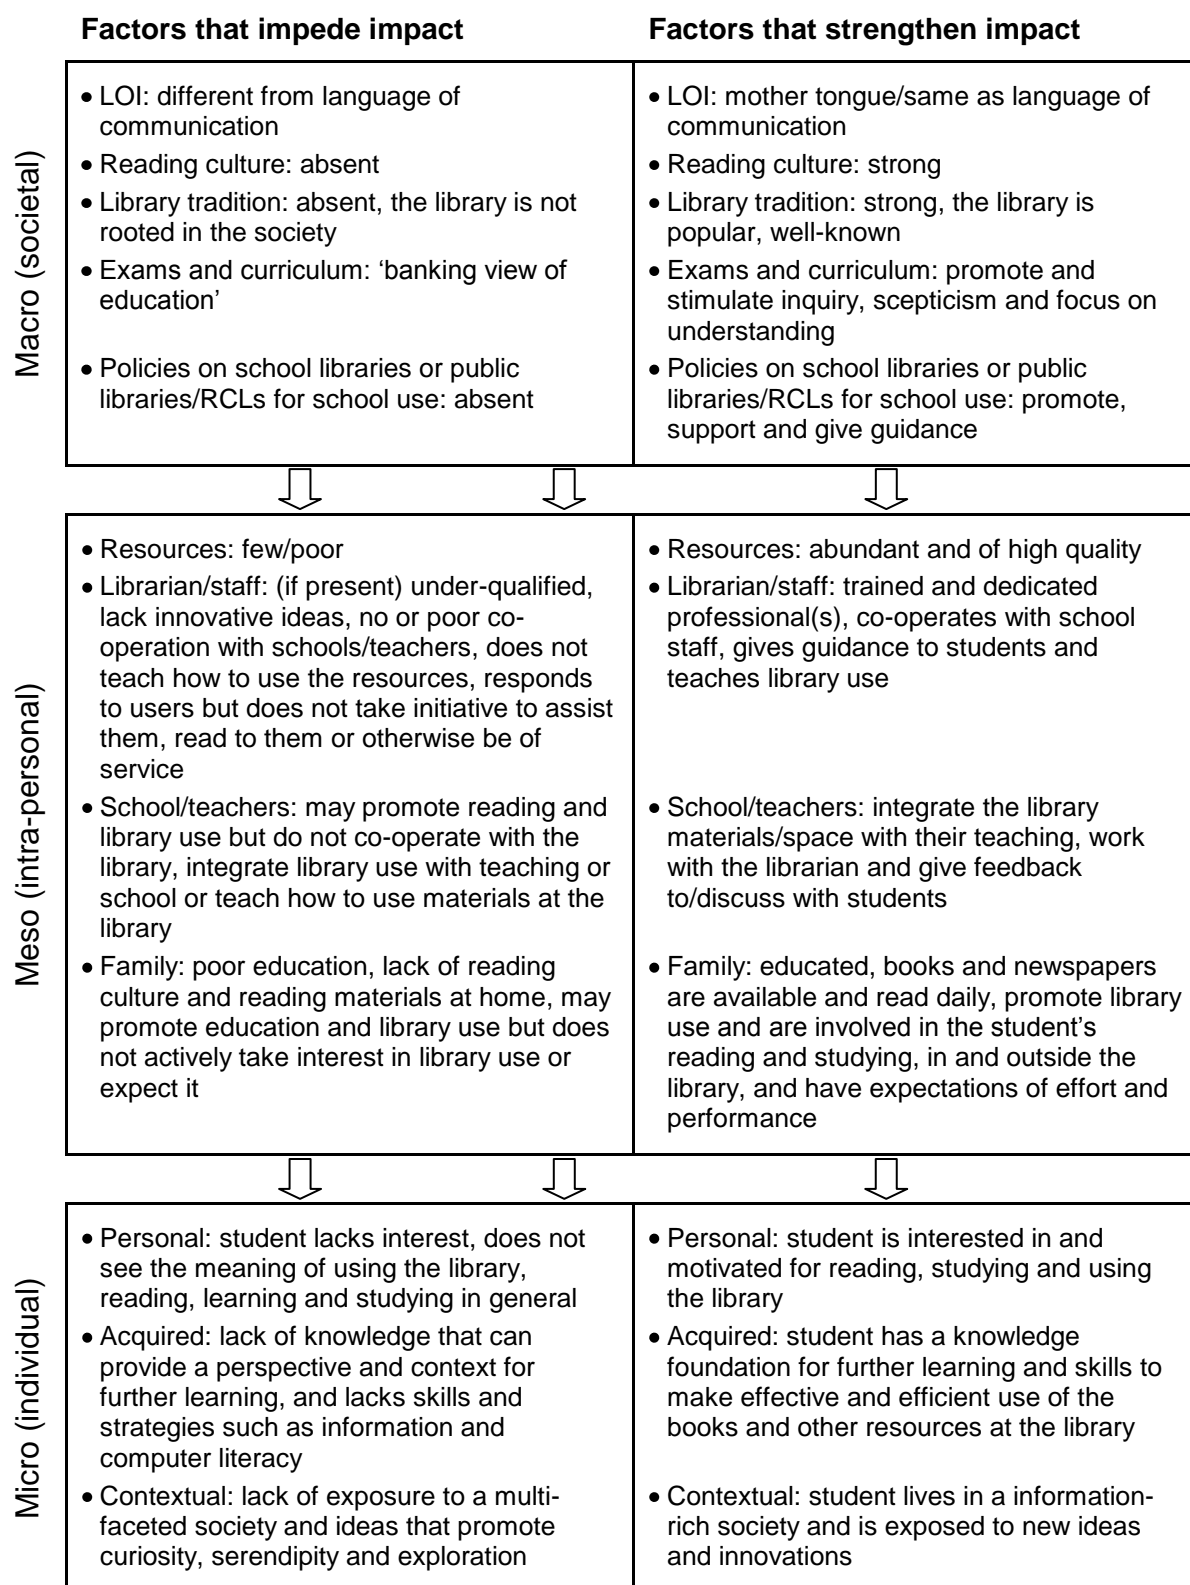 Factors that impede impact
Factors that strengthen impact
Macro (societal)
• LOI: different from language of
communication
• Reading culture: absent
• Library tradition: absent, the library is not
rooted in the society
• Exams and curriculum: ‘banking view of
education’
• Policies on school libraries or public
libraries/RCLs for school use: absent
• LOI: mother tongue/same as language of
communication
• Reading culture: strong
• Library tradition: strong, the library is
popular, well-known
• Exams and curriculum: promote and
stimulate inquiry, scepticism and focus on
understanding
• Policies on school libraries or public
libraries/RCLs for school use: promote,
support and give guidance
Meso (intra-personal)
• Resources: few/poor
• Librarian/staff: (if present) under-qualified,
lack innovative ideas, no or poor co-
operation with schools/teachers, does not
teach how to use the resources, responds
to users but does not take initiative to assist
them, read to them or otherwise be of
service
• School/teachers: may promote reading and
library use but do not co-operate with the
library, integrate library use with teaching or
school or teach how to use materials at the
library
• Family: poor education, lack of reading
culture and reading materials at home, may
promote education and library use but does
not actively take interest in library use or
expect it
• Resources: abundant and of high quality
• Librarian/staff: trained and dedicated
professional(s), co-operates with school
staff, gives guidance to students and
teaches library use
• School/teachers: integrate the library
materials/space with their teaching, work
with the librarian and give feedback
to/discuss with students
• Family: educated, books and newspapers
are available and read daily, promote library
use and are involved in the student’s
reading and studying, in and outside the
library, and have expectations of effort and
performance
Micro (individual)
• Personal: student lacks interest, does not
see the meaning of using the library,
reading, learning and studying in general
• Acquired: lack of knowledge that can
provide a perspective and context for
further learning, and lacks skills and
strategies such as information and
computer literacy
• Contextual: lack of exposure to a multi-
faceted society and ideas that promote
curiosity, serendipity and exploration
• Personal: student is interested in and
motivated for reading, studying and using
the library
• Acquired: student has a knowledge
foundation for further learning and skills to
make effective and efficient use of the
books and other resources at the library
• Contextual: student lives in a information-
rich society and is exposed to new ideas
and innovations